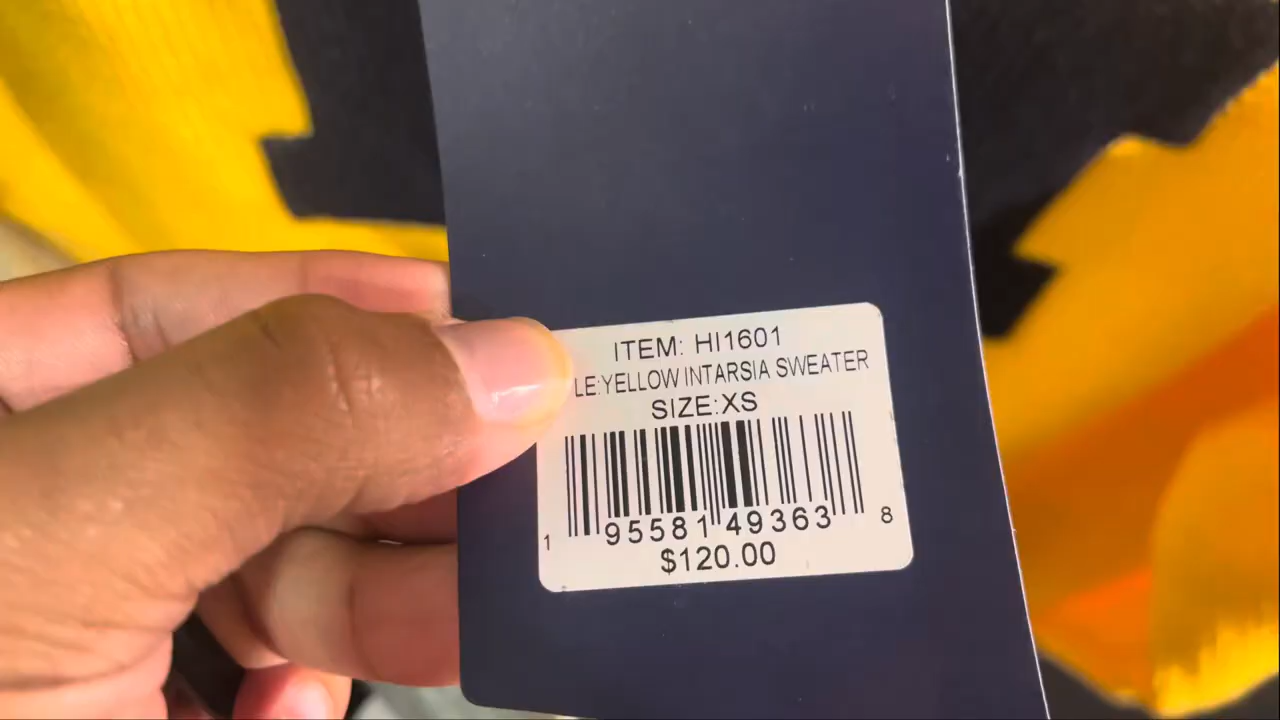 ITEM: HI1601
LE:YELLOW INTARSIA SWEATER
SIZE:XS
1 95581 49363 8
$120.00